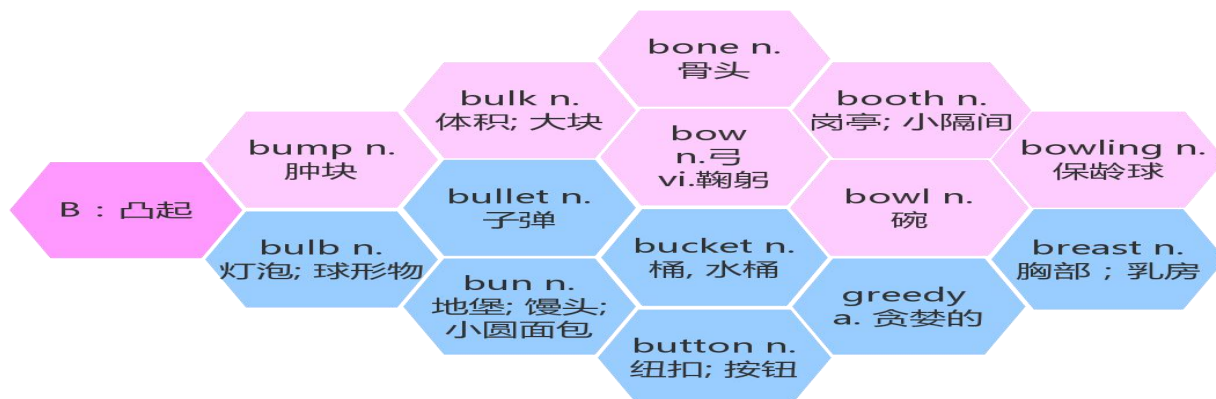 B : 凸起
bump n.
肿块
bulb n.
灯泡; 球形物
bulk n.
体积; 大块
bullet n.
子弹
bun n.
地堡; 馒头;
小圆面包
bone n.
骨头
bow
n.弓
vi.鞠躬
bucket n.
桶, 水桶
button n.
纽扣; 按钮
booth n.
岗亭; 小隔间
bowl n.
碗
greedy
a. 贪婪的
bowling n.
保龄球
breast n.
胸部 ; 乳房